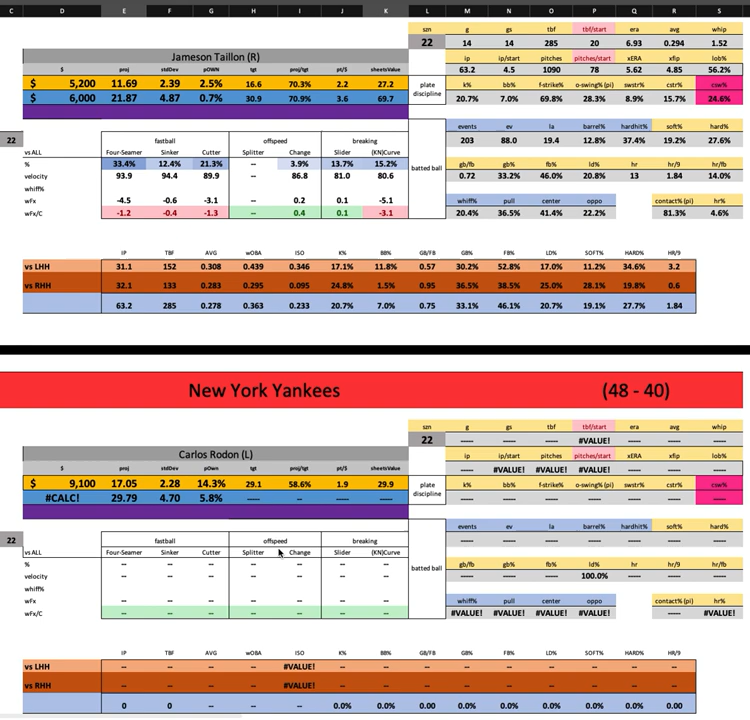 C D E F G H I J K L M N O P Q R S
szn g gs tbf tbf/start era avg whip
22 14 14 285 20 6.93 0.294 1.52
Jameson Taillon (R) ip ip/start pitches pitches/start xERA xfip lob%
$ proj stdDev pOWN tgt proj/tgt pt/$ sheetsValue 63.2 4.5 1090 78 5.62 4.85 56.2%
$ 5,200 11.69 2.39 2.5% 16.6 70.3% 2.2 27.2 plate discipline k% bb% f-strike% o-swing% (pi) swstr% cstr% csw%
$ 6,000 21.87 4.87 0.7% 30.9 70.9% 3.6 69.7 20.7% 7.0% 69.8% 28.3% 8.9% 15.7% 24.6%
events ev la barrel% hardhit% soft% hard%
22 fastball offspeed breaking 203 88.0 19.4 12.8% 37.4% 19.2% 27.6%
vs ALL Four-Seamer Sinker Cutter Splitter Change Slider (KN)Curve
% 33.4% 12.4% 21.3% -- 3.9% 13.7% 15.2% batted ball gb/fb gb% fb% ld% hr hr/9 hr/fb
velocity 93.9 94.4 89.9 86.8 81.0 80.6 0.72 33.2% 46.0% 20.8% 13 1.84 14.0%
whiff%
wFx -4.5 -0.6 -3.1 0.2 0.1 -5.1 whiff% pull center oppo contact% (pi) hr%
wFx/C -1.2 -0.4 -1.3 -- 0.4 0.1 -3.1 20.4% 36.5% 41.4% 22.2% 81.3% 4.6%
IP TBF AVG wOBA ISO K% BB% GB/FB GB% FB% LD% SOFT% HARD% HR/9
vs LHH 31.1 152 0.308 0.439 0.346 17.1% 11.8% 0.57 30.2% 52.8% 17.0% 11.2% 34.6% 3.2
vs RHH 32.1 133 0.283 0.295 0.095 24.8% 1.5% 0.95 36.5% 38.5% 25.0% 28.1% 19.8% 0.6
63.2 285 0.278 0.363 0.233 20.7% 7.0% 0.75 33.1% 46.1% 20.7% 19.1% 27.7% 1.84
New York Yankees (48 - 40)
szn g gs tbf tbf/start era avg whip
22 ----- ----- ----- #VALUE! ----- ----- -----
Carlos Rodon (L) ip ip/start pitches pitches/start xERA xfip lob%
$ proj stdDev pOwn tgt proj/tgt pt/$ sheetsValue ----- #VALUE! #VALUE! #VALUE! ----- ----- -----
$ 9,100 17.05 2.28 14.3% 29.1 58.6% 1.9 29.9 plate discipline k% bb% f-strike% o-swing% (pi) swstr% cstr% csw%
#CALC! 29.79 4.70 5.8% ----- ----- -- -- ----- ----- ----- ----- ----- ----- -----
events ev la barrel% hardhit% soft% hard%
22 fastball offspeed breaking ----- ----- ----- ----- ----- ----- -----
vs ALL Four-Seamer Sinker Cutter Splitter Change Slider (KN)Curve
% -- -- -- -- -- -- -- batted ball gb/fb gb% fb% ld% hr hr/9 hr/fb
velocity -- -- -- -- -- -- -- ----- ----- ----- 100.0% ----- ----- -----
whiff%
wFx -- -- -- -- -- -- -- whiff% pull center oppo contact% (pi) hr%
wFx/C -- -- -- -- -- -- -- #VALUE! #VALUE! #VALUE! #VALUE! ----- #VALUE!
IP TBF AVG wOBA ISO K% BB% GB/FB GB% FB% LD% SOFT% HARD% HR/9
vs LHH -- -- -- -- #VALUE! -- -- -- -- -- -- -- -- --
vs RHH -- -- -- -- #VALUE! -- -- -- -- -- -- -- -- --
0 0 -- -- -- 0.0% 0.0% 0.00 0.0% 0.0% 0.0% 0.0% 0.0% 0.00